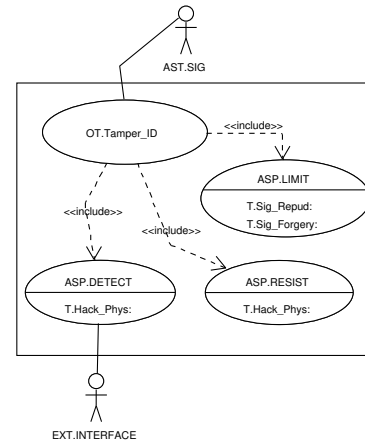 AST.SIG
OT.Tamper_ID
<<include>>
ASP.LIMIT
T.Sig_Repud:
T.Sig_Forgery:
<<include>>
<<include>>
ASP.DETECT
T.Hack_Phys:
ASP.RESIST
T.Hack_Phys:
EXT.INTERFACE